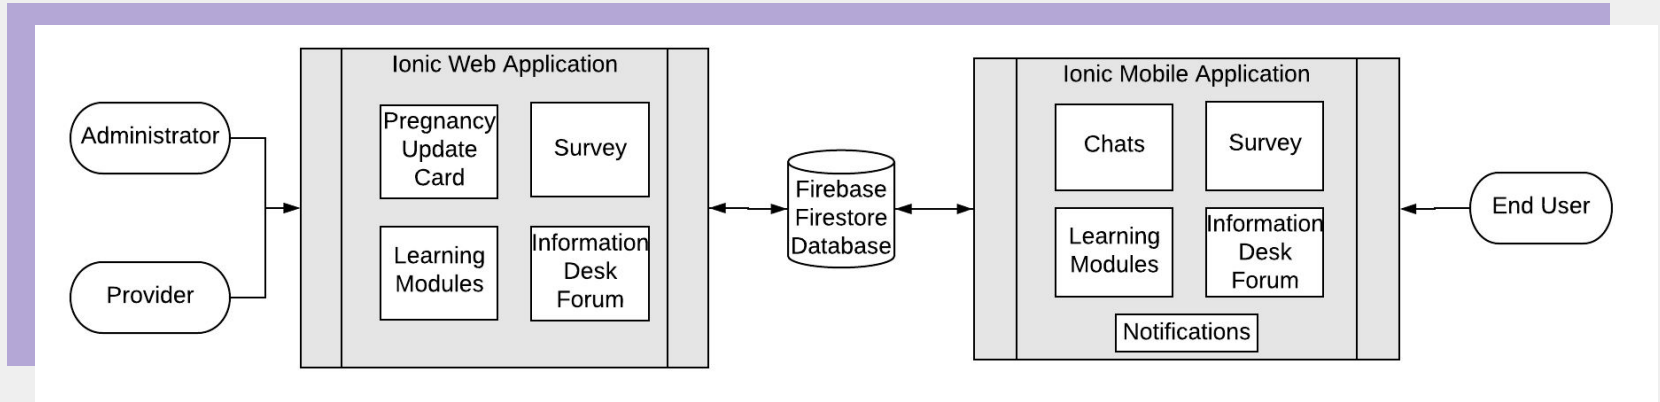 Administrator
Provider
Ionic Web Application
Pregnancy
Update
Card
Survey
Learning
Modules
Information
Desk
Forum
Firebase
Firestore
Database
Ionic Mobile Application
Chats
Survey
Learning
Modules
Information
Desk
Forum
Notifications
End User